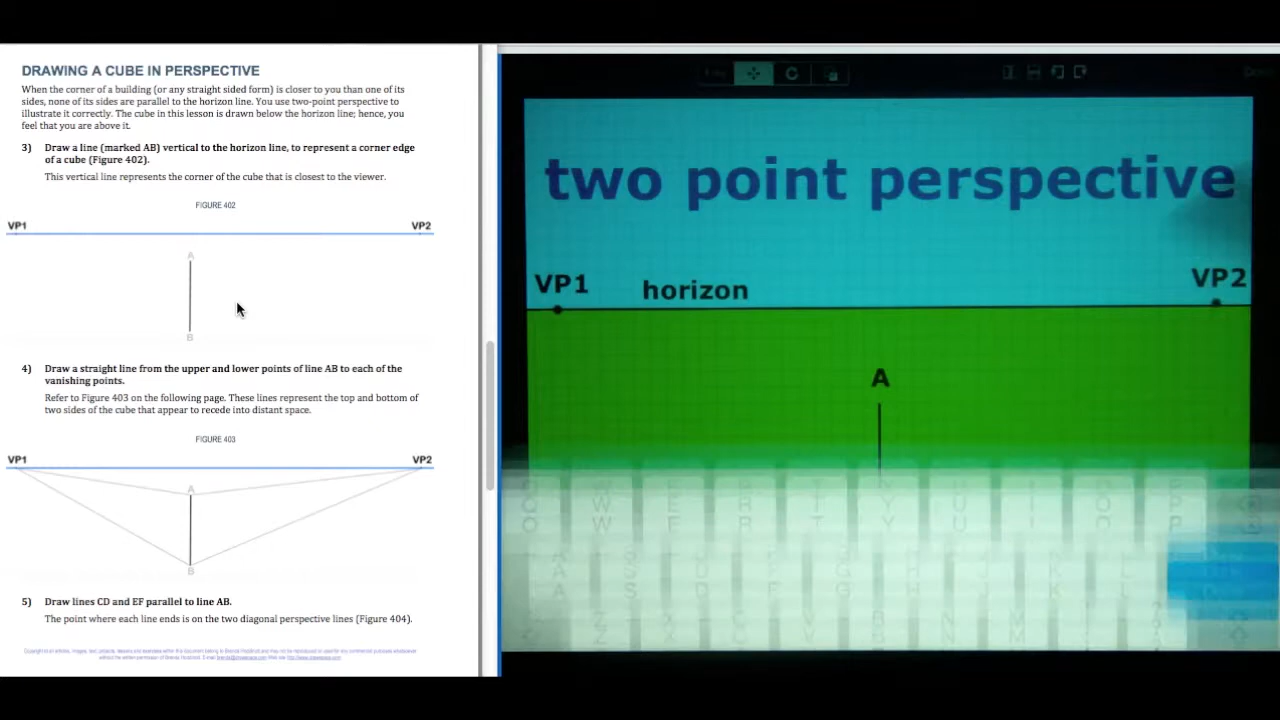 DRAWING A CUBE IN PERSPECTIVE
When the corner of a building (or any straight sided form) is closer to you than one of its
sides, none of its sides are parallel to the horizon line. You use two-point perspective to
illustrate it correctly. The cube in this lesson is drawn below the horizon line; hence, you
feel that you are above it.
3) Draw a line (marked AB) vertical to the horizon line, to represent a corner edge
of a cube (Figure 402).
This vertical line represents the corner of the cube that is closest to the viewer.
FIGURE 402
VP1 VP2
A
B
4) Draw a straight line from the upper and lower points of line AB to each of the
vanishing points.
Refer to Figure 403 on the following page. These lines represent the top and bottom of
two sides of the cube that appear to recede into distant space.
FIGURE 403
VP1 VP2
A
B
5) Draw lines CD and EF parallel to line AB.
The point where each line ends is on the two diagonal perspective lines (Figure 404).
two point perspective
VP1 horizon VP2
A